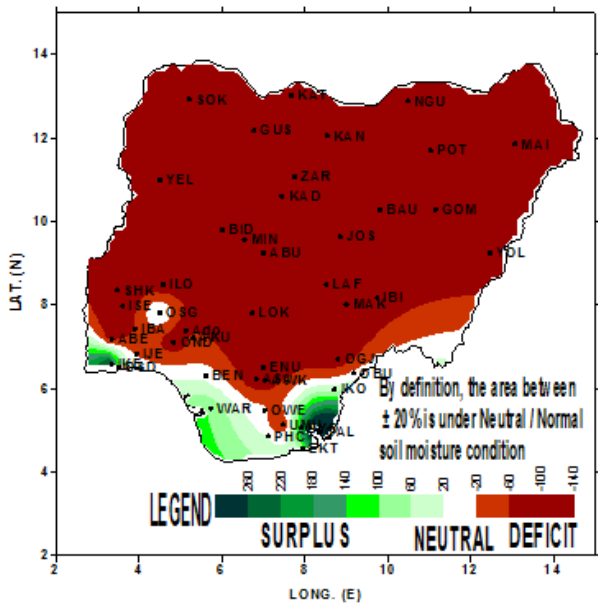 14
12
10
8
6
4
2
LAT. (N)
SOK
KAT
NGU
GUS
KAN
POT
MAI
YEL
ZAR
KAD
BAU
GOM
BID
MIN
ABU
JOS
YOL
SHK
ILO
LAF
IBI
ISE
OSG
LOK
MAK
IBA
ABE
OND
IJE
ENU
OGJ
OBU
IKE
BEN
IKO
WAR
OWE
PHC
EKT
By definition, the area between
± 20% is under Neutral / Normal
soil moisture condition
260 220 180 140 100 60 20 -20 -60 -100 -140
LEGEND
SURPLUS NEUTRAL DEFICIT
2 4 6 8 10 12 14
LONG. (E)